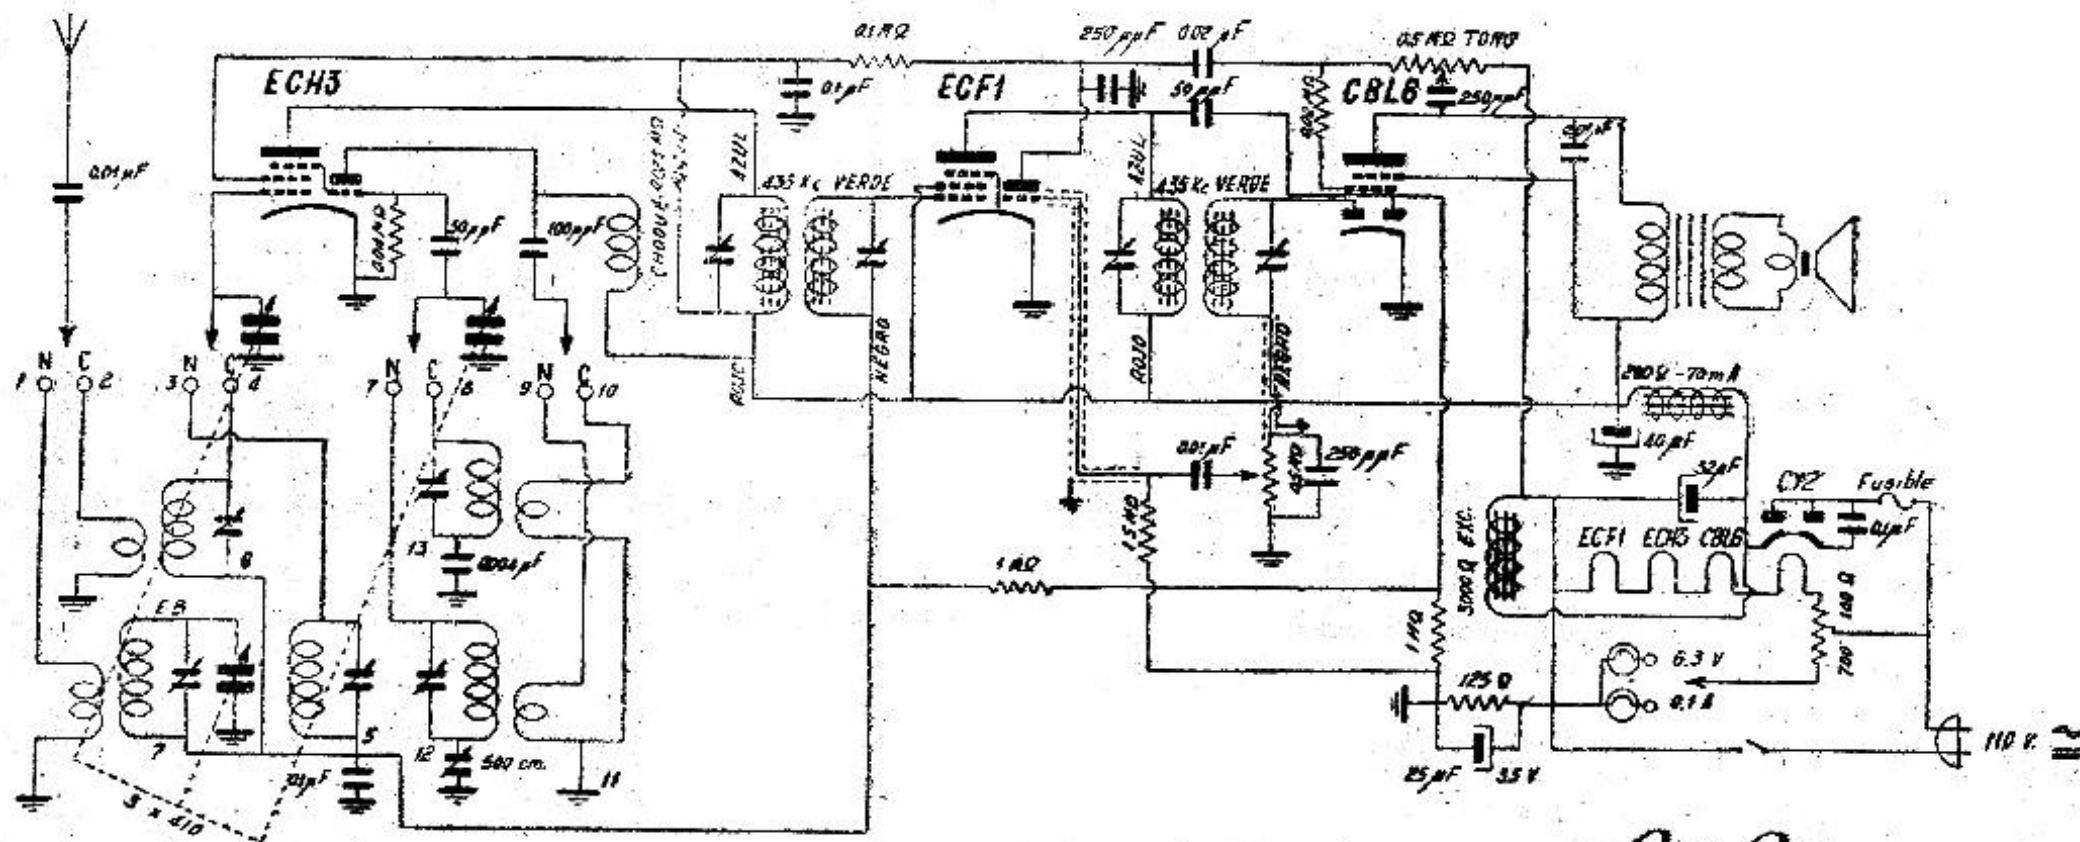 0.1 MΩ
250 µµF
0.02 µF
0.5 MΩ TONO
ECH3
0.1 µF
ECF1
50 µµF
CBL6
250 µµF
0.01 µF
0.01 µF
AZUL
AZUL
435 Kc VERDE
435 Kc VERDE
50 µµF
100 µµF
NEGRO
ROJO
NEGRO
ROJO
N
C
1
2
N
C
3
4
N
C
7
8
N
C
9
10
200 Ω - 70 mA
40 µF
32 µF
CY2
Fusible
0.1 µF
0.01 µF
250 µµF
1.5 MΩ
13
6
ECF1
ECH3
CBL6
3000 Ω EXC.
1 MΩ
1 MΩ
100 Ω
700
E.B
6.3 V
0.1 A
125 Ω
7
5
12
500 cm.
11
0.1 µF
25 µF
35 V
110 V.
3 x 410